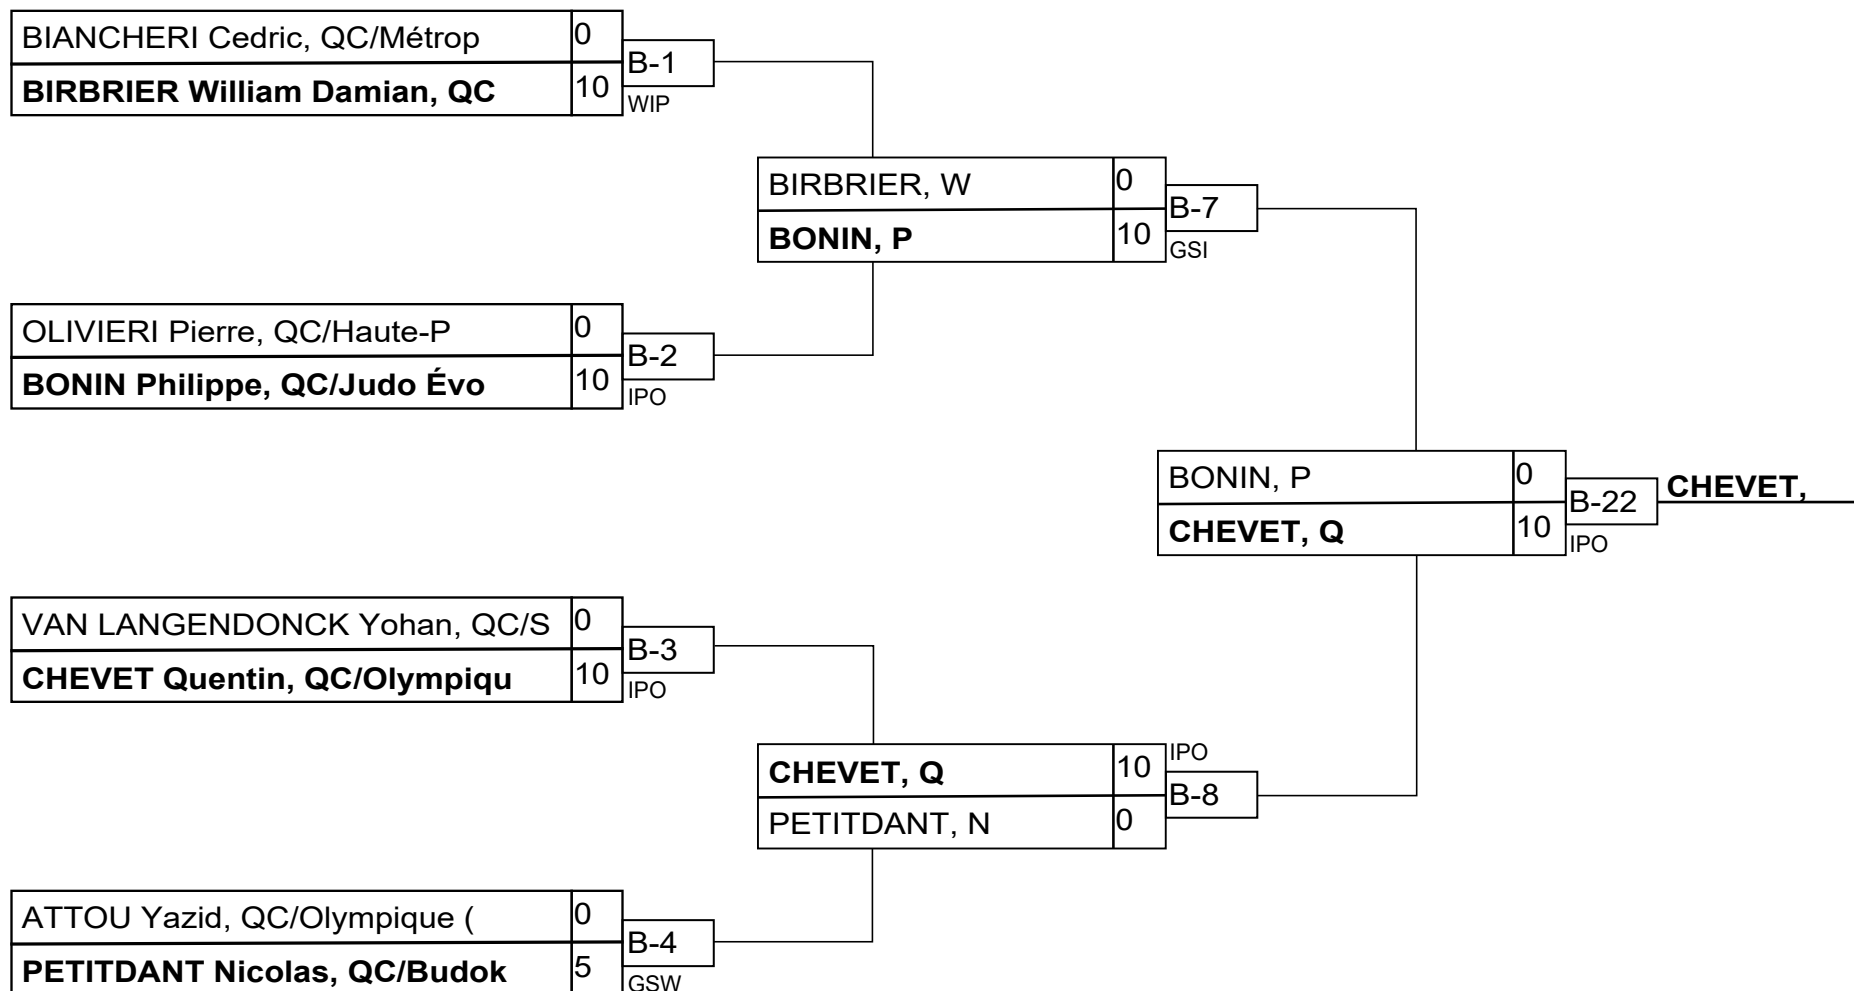 BIANCHERI Cedric, QC/Métrop 0
B-1
BIRBRIER William Damian, QC 10
WIP
BIRBRIER, W 0
B-7
BONIN, P 10
GSI
OLIVIERI Pierre, QC/Haute-P 0
B-2
BONIN Philippe, QC/Judo Évo 10
IPO
BONIN, P 0
B-22 CHEVET,
CHEVET, Q 10
IPO
VAN LANGENDONCK Yohan, QC/S 0
B-3
CHEVET Quentin, QC/Olympiqu 10
IPO
IPO
CHEVET, Q 10
B-8
PETITDANT, N 0
ATTOU Yazid, QC/Olympique ( 0
B-4
PETITDANT Nicolas, QC/Budok 5
GSW